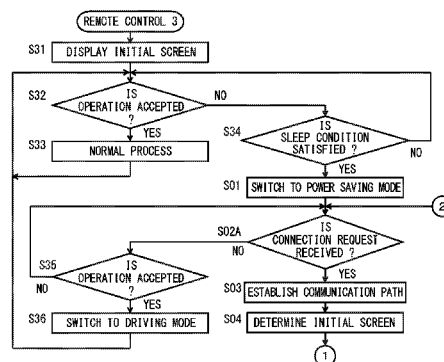 REMOTE CONTROL 3
S31
DISPLAY INITIAL SCREEN
S32
IS
OPERATION ACCEPTED
?
NO
YES
S33
NORMAL PROCESS
S34
IS
SLEEP CONDITION
SATISFIED ?
NO
YES
S01
SWITCH TO POWER SAVING MODE
2
S02A
IS
CONNECTION REQUEST
RECEIVED ?
NO
YES
S35
IS
OPERATION ACCEPTED
?
NO
YES
S03
ESTABLISH COMMUNICATION PATH
S36
SWITCH TO DRIVING MODE
S04
DETERMINE INITIAL SCREEN
1